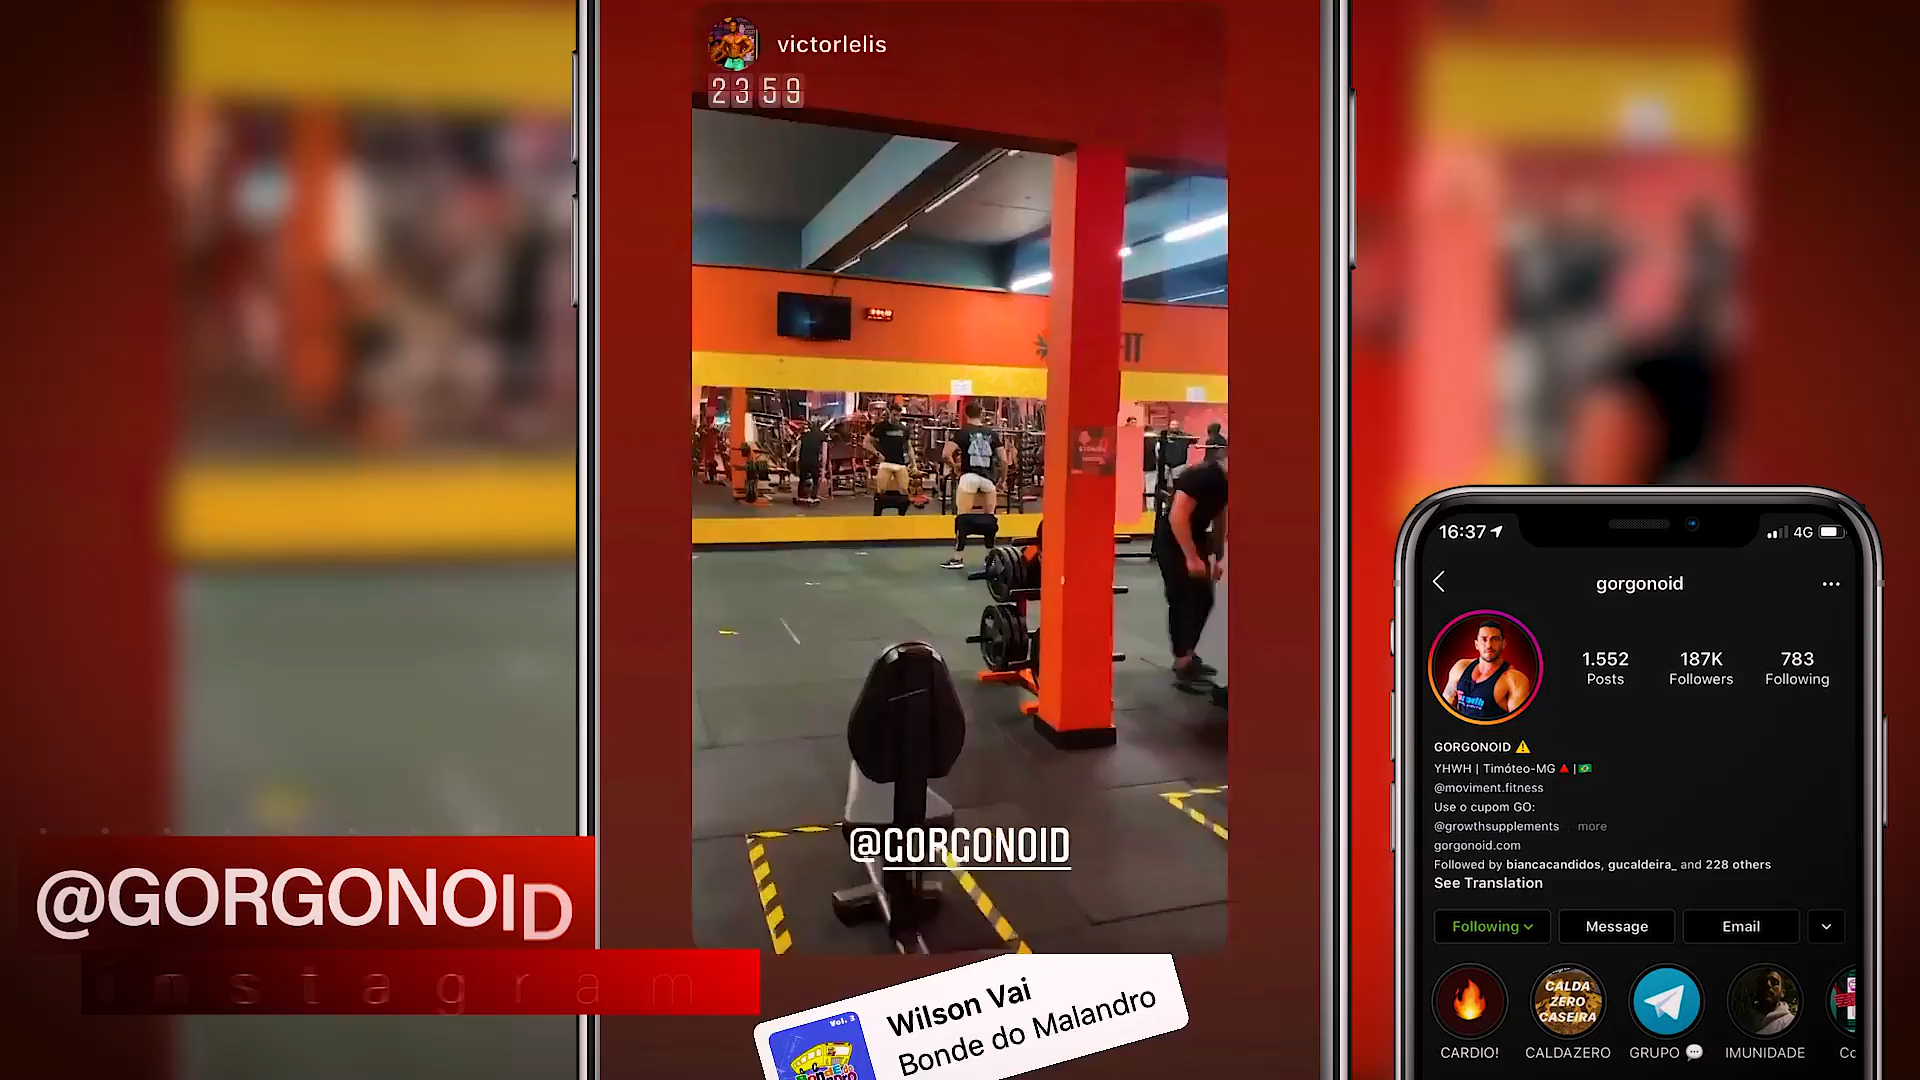 victorlelis
23 59
@GORGONOID
Wilson Vai
Bonde do Malandro
Vol. 3
@GORGONOID
instagram
16:37
4G
gorgonoid
1.552
Posts
187K
Followers
783
Following
GORGONOID
YHWH | Timóteo-MG |
@moviment.fitness
Use o cupom GO:
@growthsupplements more
gorgonoid.com
Followed by biancacandidos, gucaldeira_ and 228 others
See Translation
Following
Message
Email
CALDA
ZERO
CASEIRA
CARDIO!
CALDAZERO
GRUPO
IMUNIDADE